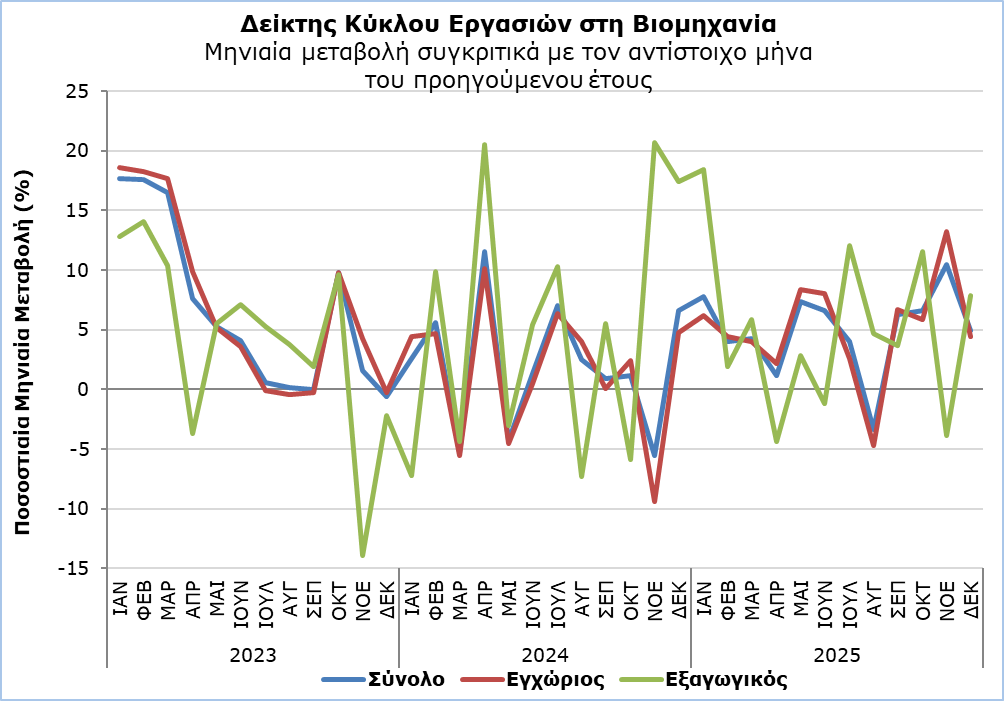 Δείκτης Κύκλου Εργασιών στη Βιομηχανία
Μηνιαία μεταβολή συγκριτικά με τον αντίστοιχο μήνα
του προηγούμενου έτους
Ποσοστιαία Μηνιαία Μεταβολή (%)
25
20
15
10
5
0
-5
-10
-15
ΙΑΝ ΦΕΒ ΜΑΡ ΑΠΡ ΜΑΙ ΙΟΥΝ ΙΟΥΛ ΑΥΓ ΣΕΠ ΟΚΤ ΝΟΕ ΔΕΚ ΙΑΝ ΦΕΒ ΜΑΡ ΑΠΡ ΜΑΙ ΙΟΥΝ ΙΟΥΛ ΑΥΓ ΣΕΠ ΟΚΤ ΝΟΕ ΔΕΚ ΙΑΝ ΦΕΒ ΜΑΡ ΑΠΡ ΜΑΙ ΙΟΥΝ ΙΟΥΛ ΑΥΓ ΣΕΠ ΟΚΤ ΝΟΕ ΔΕΚ
2023 2024 2025
Σύνολο Εγχώριος Εξαγωγικός